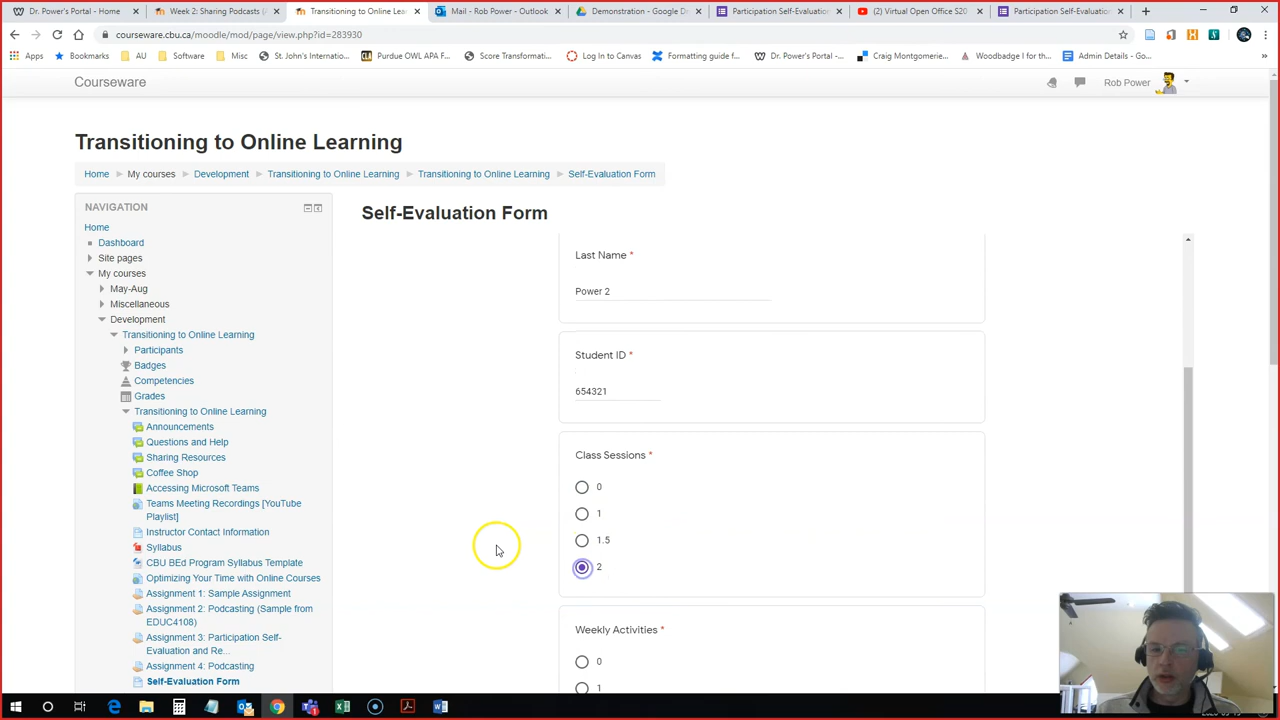 Dr. Power's Portal - Home
Week 2: Sharing Podcasts (A
Transitioning to Online Lea
Mail - Rob Power - Outlook
Demonstration - Google D
Participation Self-Evaluatio
(2) Virtual Open Office S20
Participation Self-Evaluatio
courseware.cbu.ca/moodle/mod/page/view.php?id=283930
Apps
Bookmarks
AU
Software
Misc
St. John's Internatio...
Purdue OWL APA F...
Score Transformati...
Log In to Canvas
Formatting guide f...
Dr. Power's Portal -...
Craig Montgomerie...
Woodbadge I for th...
Admin Details - Go...
Courseware
Rob Power
Transitioning to Online Learning
Home
My courses
Development
Transitioning to Online Learning
Transitioning to Online Learning
Self-Evaluation Form
NAVIGATION
Home
Dashboard
Site pages
My courses
May-Aug
Miscellaneous
Development
Transitioning to Online Learning
Participants
Badges
Competencies
Grades
Transitioning to Online Learning
Announcements
Questions and Help
Sharing Resources
Coffee Shop
Accessing Microsoft Teams
Teams Meeting Recordings [YouTube
Playlist]
Instructor Contact Information
Syllabus
CBU BEd Program Syllabus Template
Optimizing Your Time with Online Courses
Assignment 1: Sample Assignment
Assignment 2: Podcasting (Sample from
EDUC4108)
Assignment 3: Participation Self-
Evaluation and Re...
Assignment 4: Podcasting
Self-Evaluation Form
Self-Evaluation Form
Last Name *
Power 2
Student ID *
654321
Class Sessions *
0
1
1.5
2
Weekly Activities *
0
1